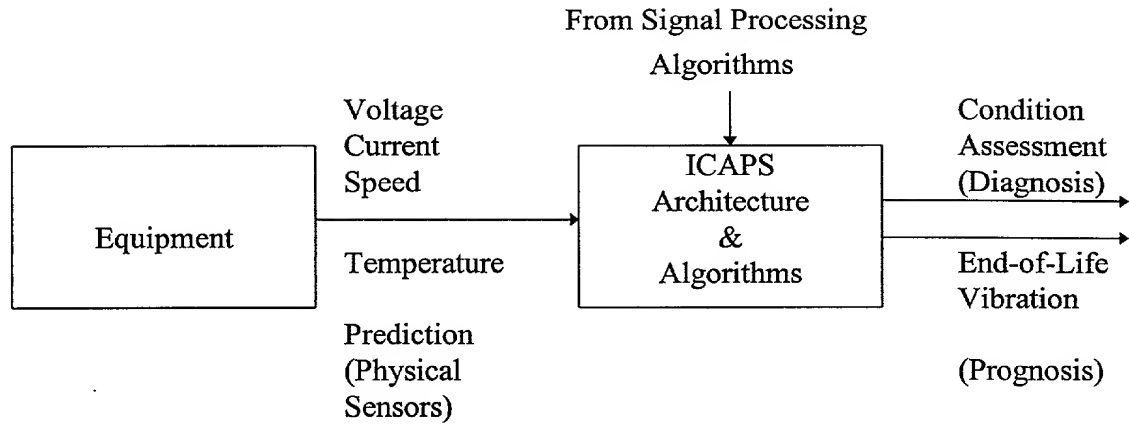 From Signal Processing
Algorithms
Voltage
Current
Speed
Equipment
Temperature
Prediction
(Physical
Sensors)
ICAPS
Architecture
&
Algorithms
Condition
Assessment
(Diagnosis)
End-of-Life
Vibration
(Prognosis)